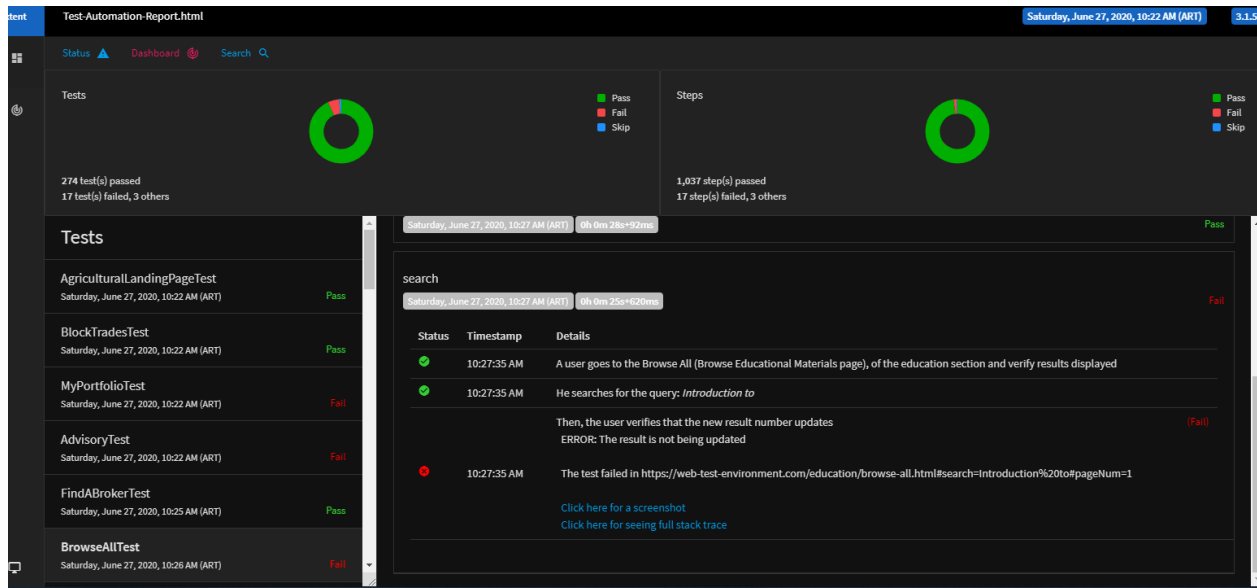 tent
Test-Automation-Report.html
Saturday, June 27, 2020, 10:22 AM (ART)
3.1.5
Status
Dashboard
Search
Tests
Pass
Fail
Skip
274 test(s) passed
17 test(s) failed, 3 others
Steps
Pass
Fail
Skip
1,037 step(s) passed
17 step(s) failed, 3 others
Tests
AgriculturalLandingPageTest
Saturday, June 27, 2020, 10:22 AM (ART) Pass
BlockTradesTest
Saturday, June 27, 2020, 10:22 AM (ART) Pass
MyPortfolioTest
Saturday, June 27, 2020, 10:22 AM (ART) Fail
AdvisoryTest
Saturday, June 27, 2020, 10:22 AM (ART) Fail
FindABrokerTest
Saturday, June 27, 2020, 10:25 AM (ART) Pass
BrowseAllTest
Saturday, June 27, 2020, 10:26 AM (ART) Fail
Saturday, June 27, 2020, 10:27 AM (ART) 0h 0m 28s+92ms Pass
search
Saturday, June 27, 2020, 10:27 AM (ART) 0h 0m 25s+620ms Fail
Status Timestamp Details
10:27:35 AM A user goes to the Browse All (Browse Educational Materials page), of the education section and verify results displayed
10:27:35 AM He searches for the query: Introduction to
Then, the user verifies that the new result number updates (Fail)
ERROR: The result is not being updated
10:27:35 AM The test failed in https://web-test-environment.com/education/browse-all.html#search=Introduction%20to#pageNum=1
Click here for a screenshot
Click here for seeing full stack trace